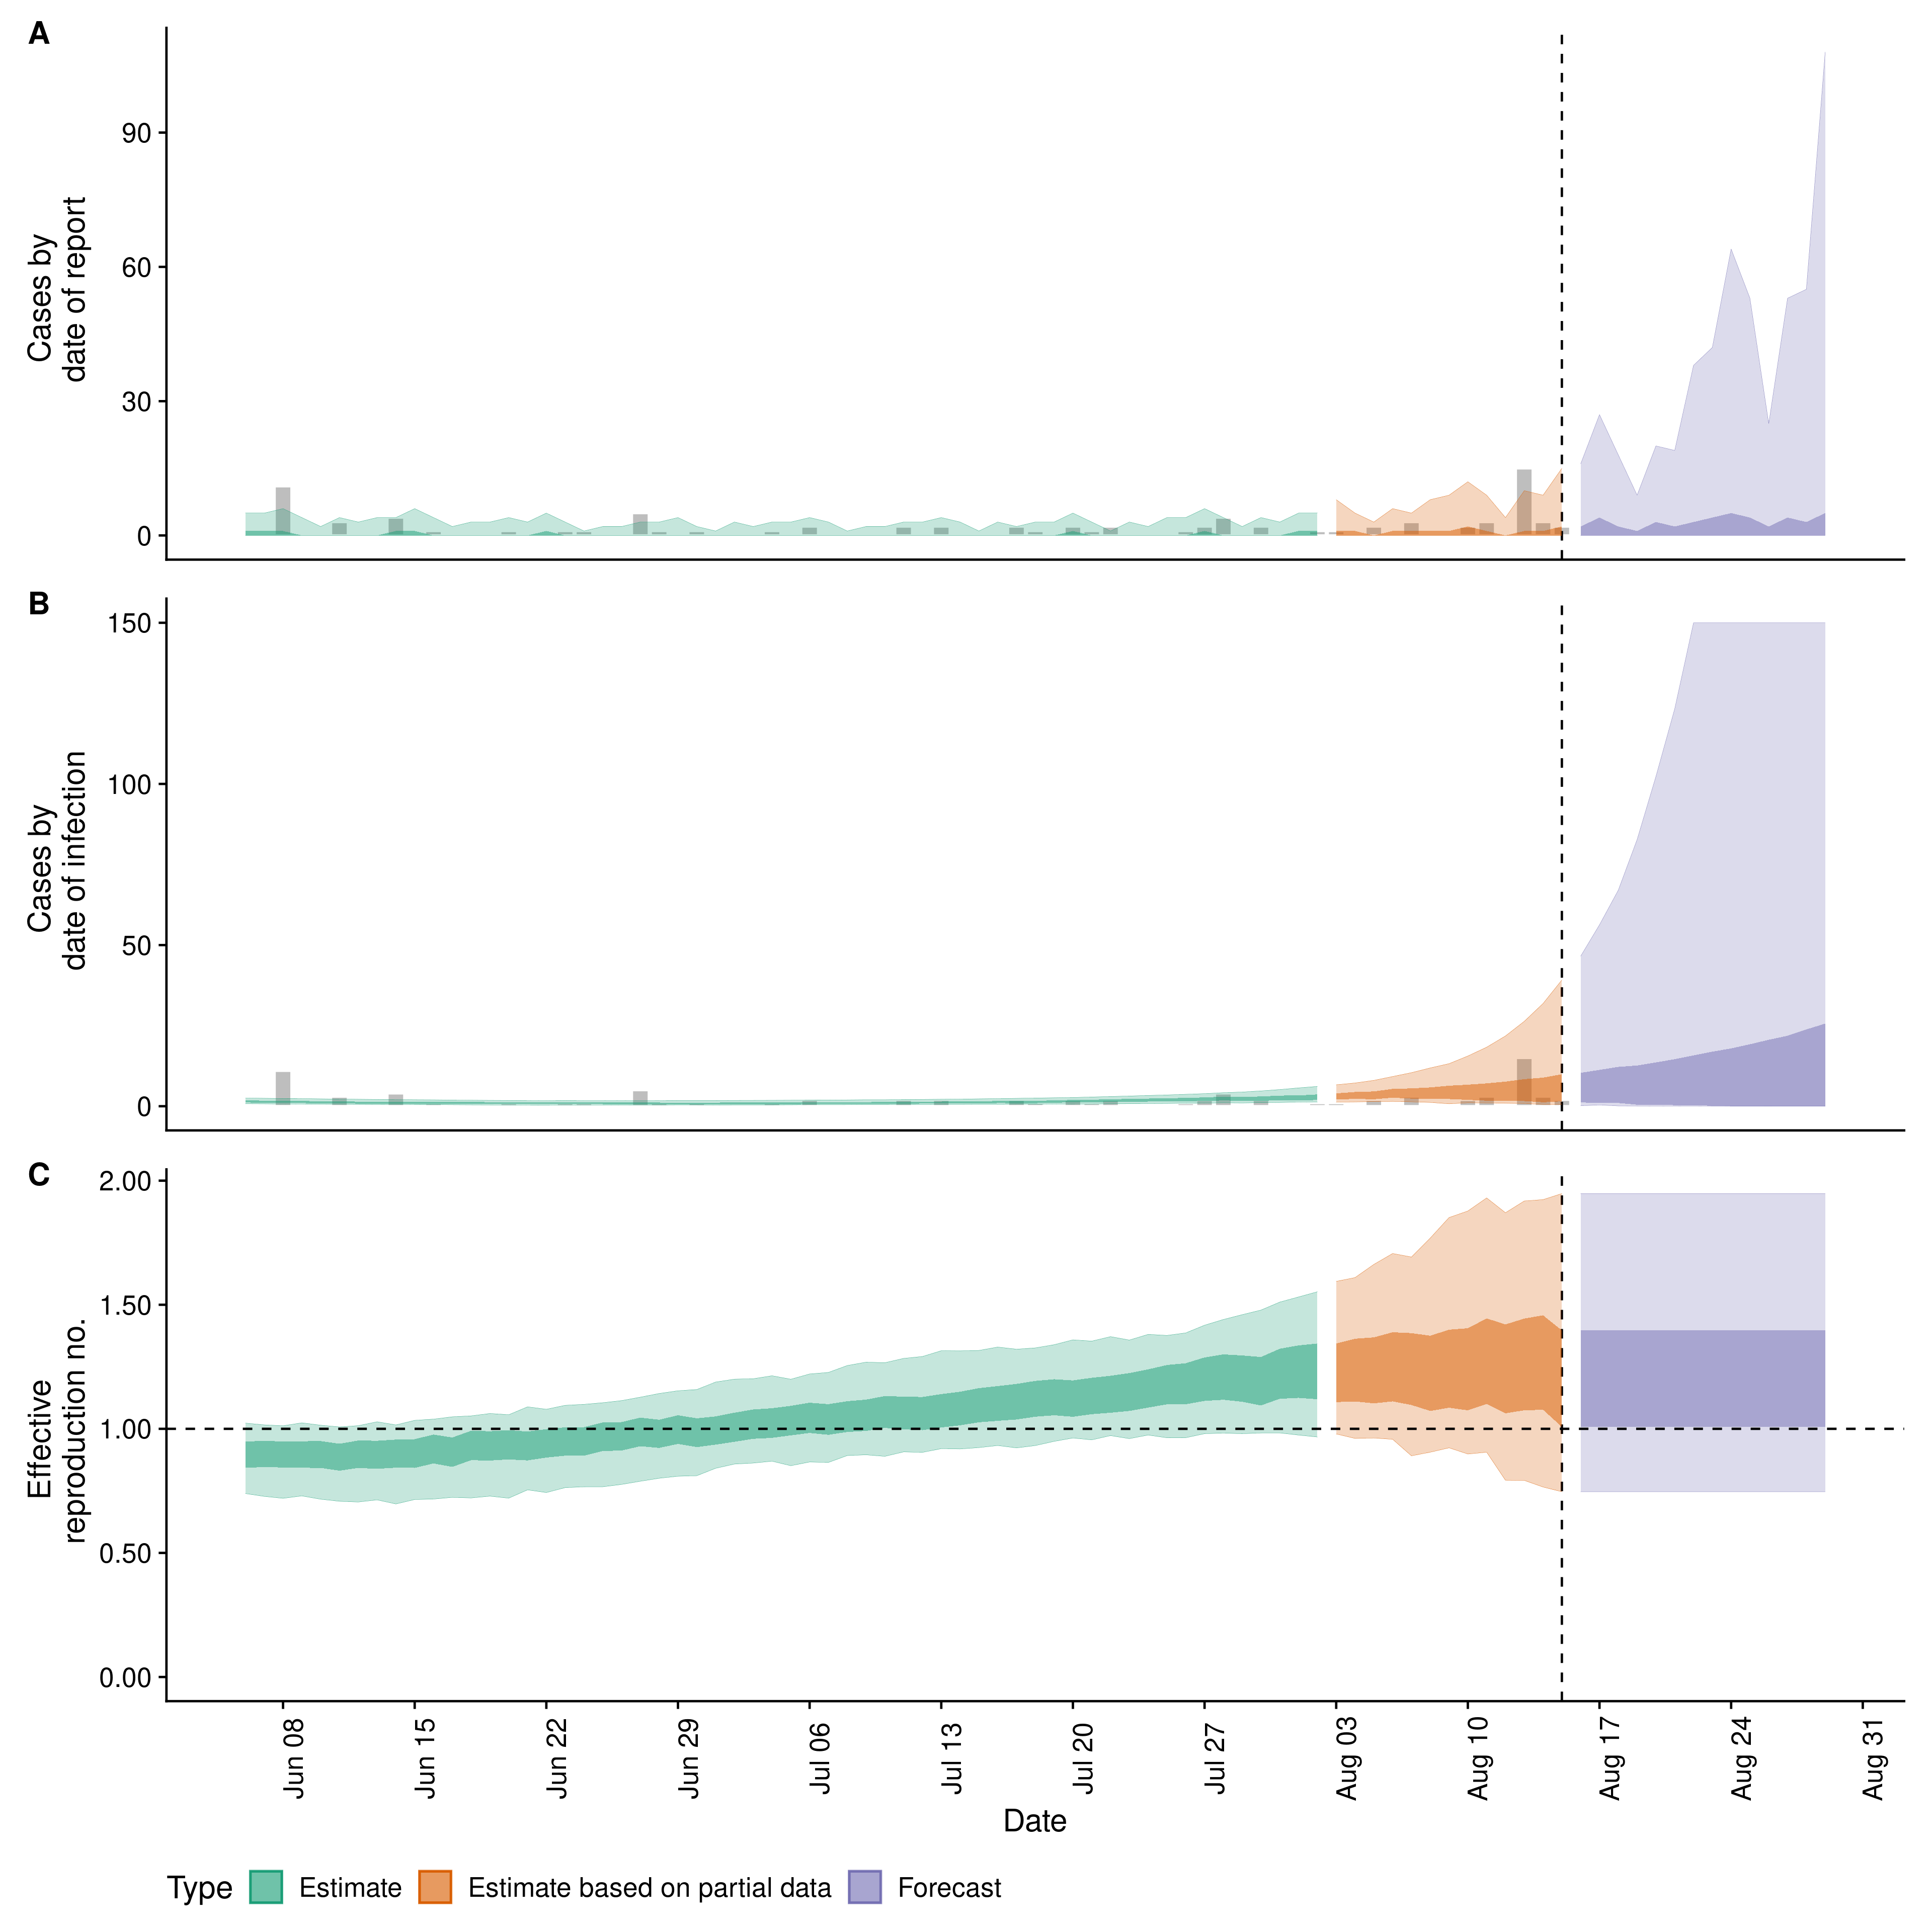 A
Cases by
date of report
90
60
30
0
B
Cases by
date of infection
150
100
50
0
C
Effective
reproduction no.
2.00
1.50
1.00
0.50
0.00
Jun 08
Jun 15
Jun 22
Jun 29
Jul 06
Jul 13
Jul 20
Jul 27
Aug 03
Aug 10
Aug 17
Aug 24
Aug 31
Date
Type Estimate Estimate based on partial data Forecast